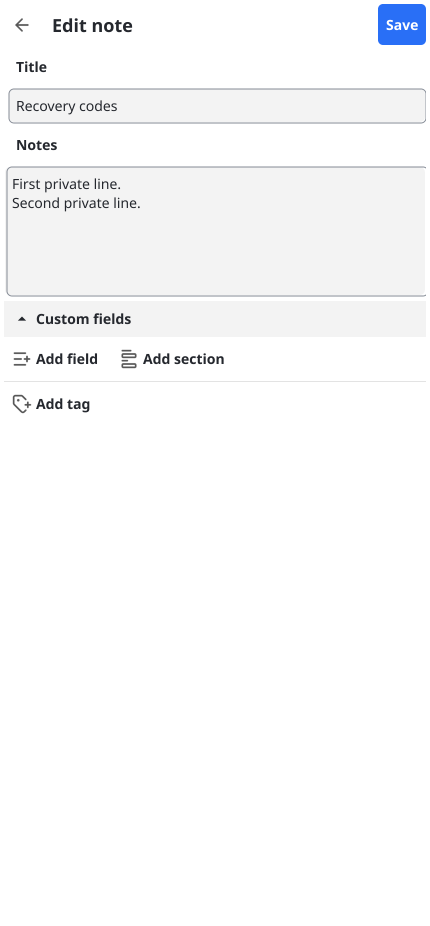 Edit note
Save
Title
Recovery codes
Notes
First private line.
Second private line.
Custom fields
Add field
Add section
Add tag